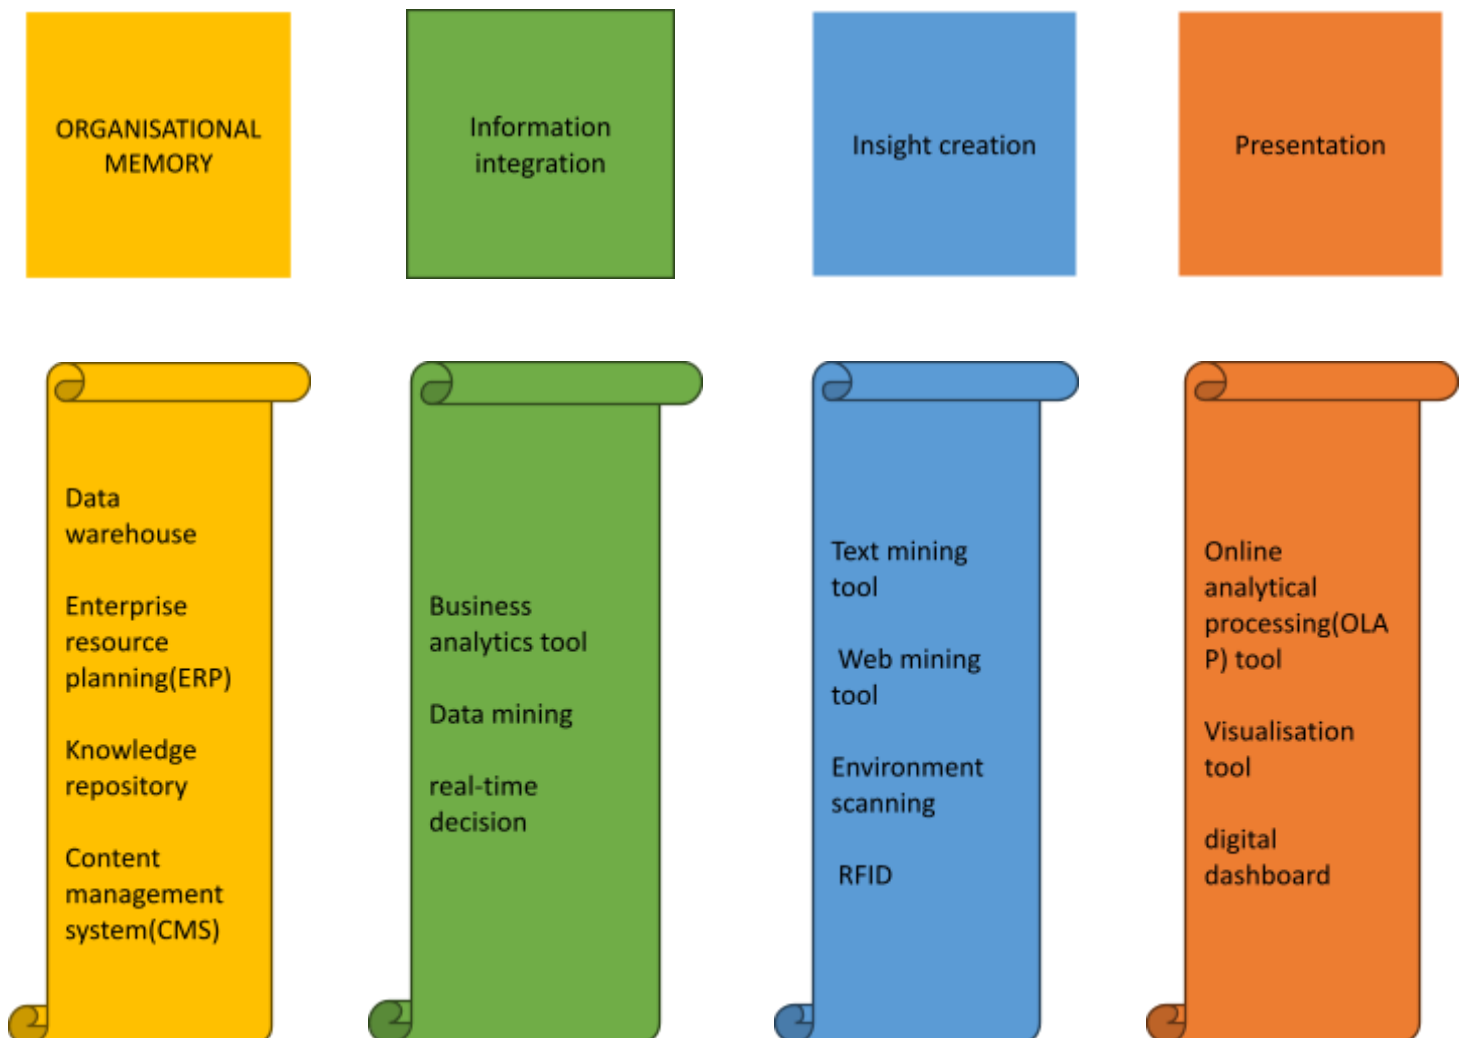 ORGANISATIONAL
MEMORY
Information
integration
Insight creation
Presentation
Data
warehouse
Enterprise
resource
planning(ERP)
Knowledge
repository
Content
management
system(CMS)
Business
analytics tool
Data mining
real-time
decision
Text mining
tool
Web mining
tool
Environment
scanning
RFID
Online
analytical
processing(OLA
P) tool
Visualisation
tool
digital
dashboard